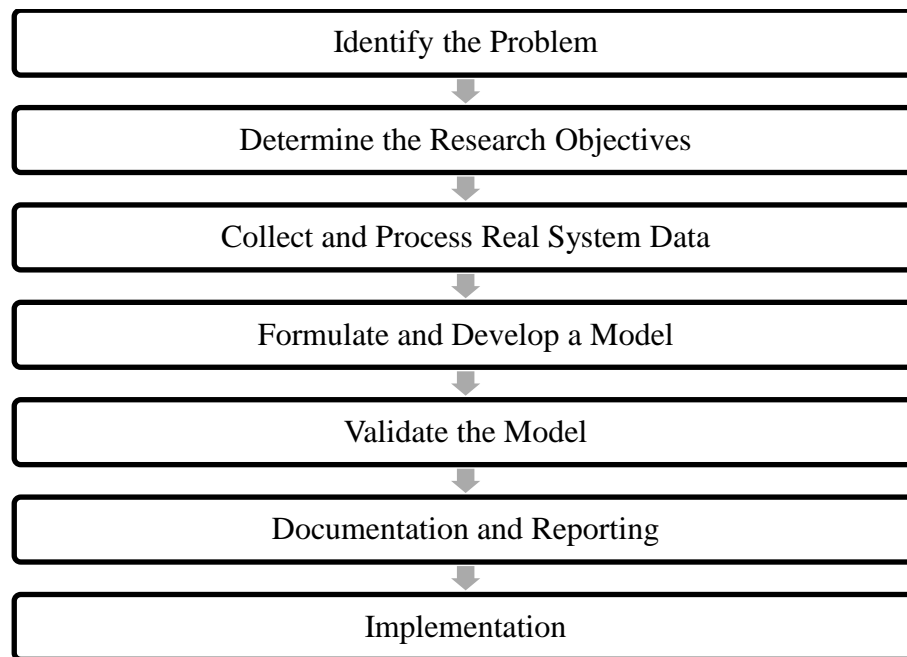 Identify the Problem
Determine the Research Objectives
Collect and Process Real System Data
Formulate and Develop a Model
Validate the Model
Documentation and Reporting
Implementation